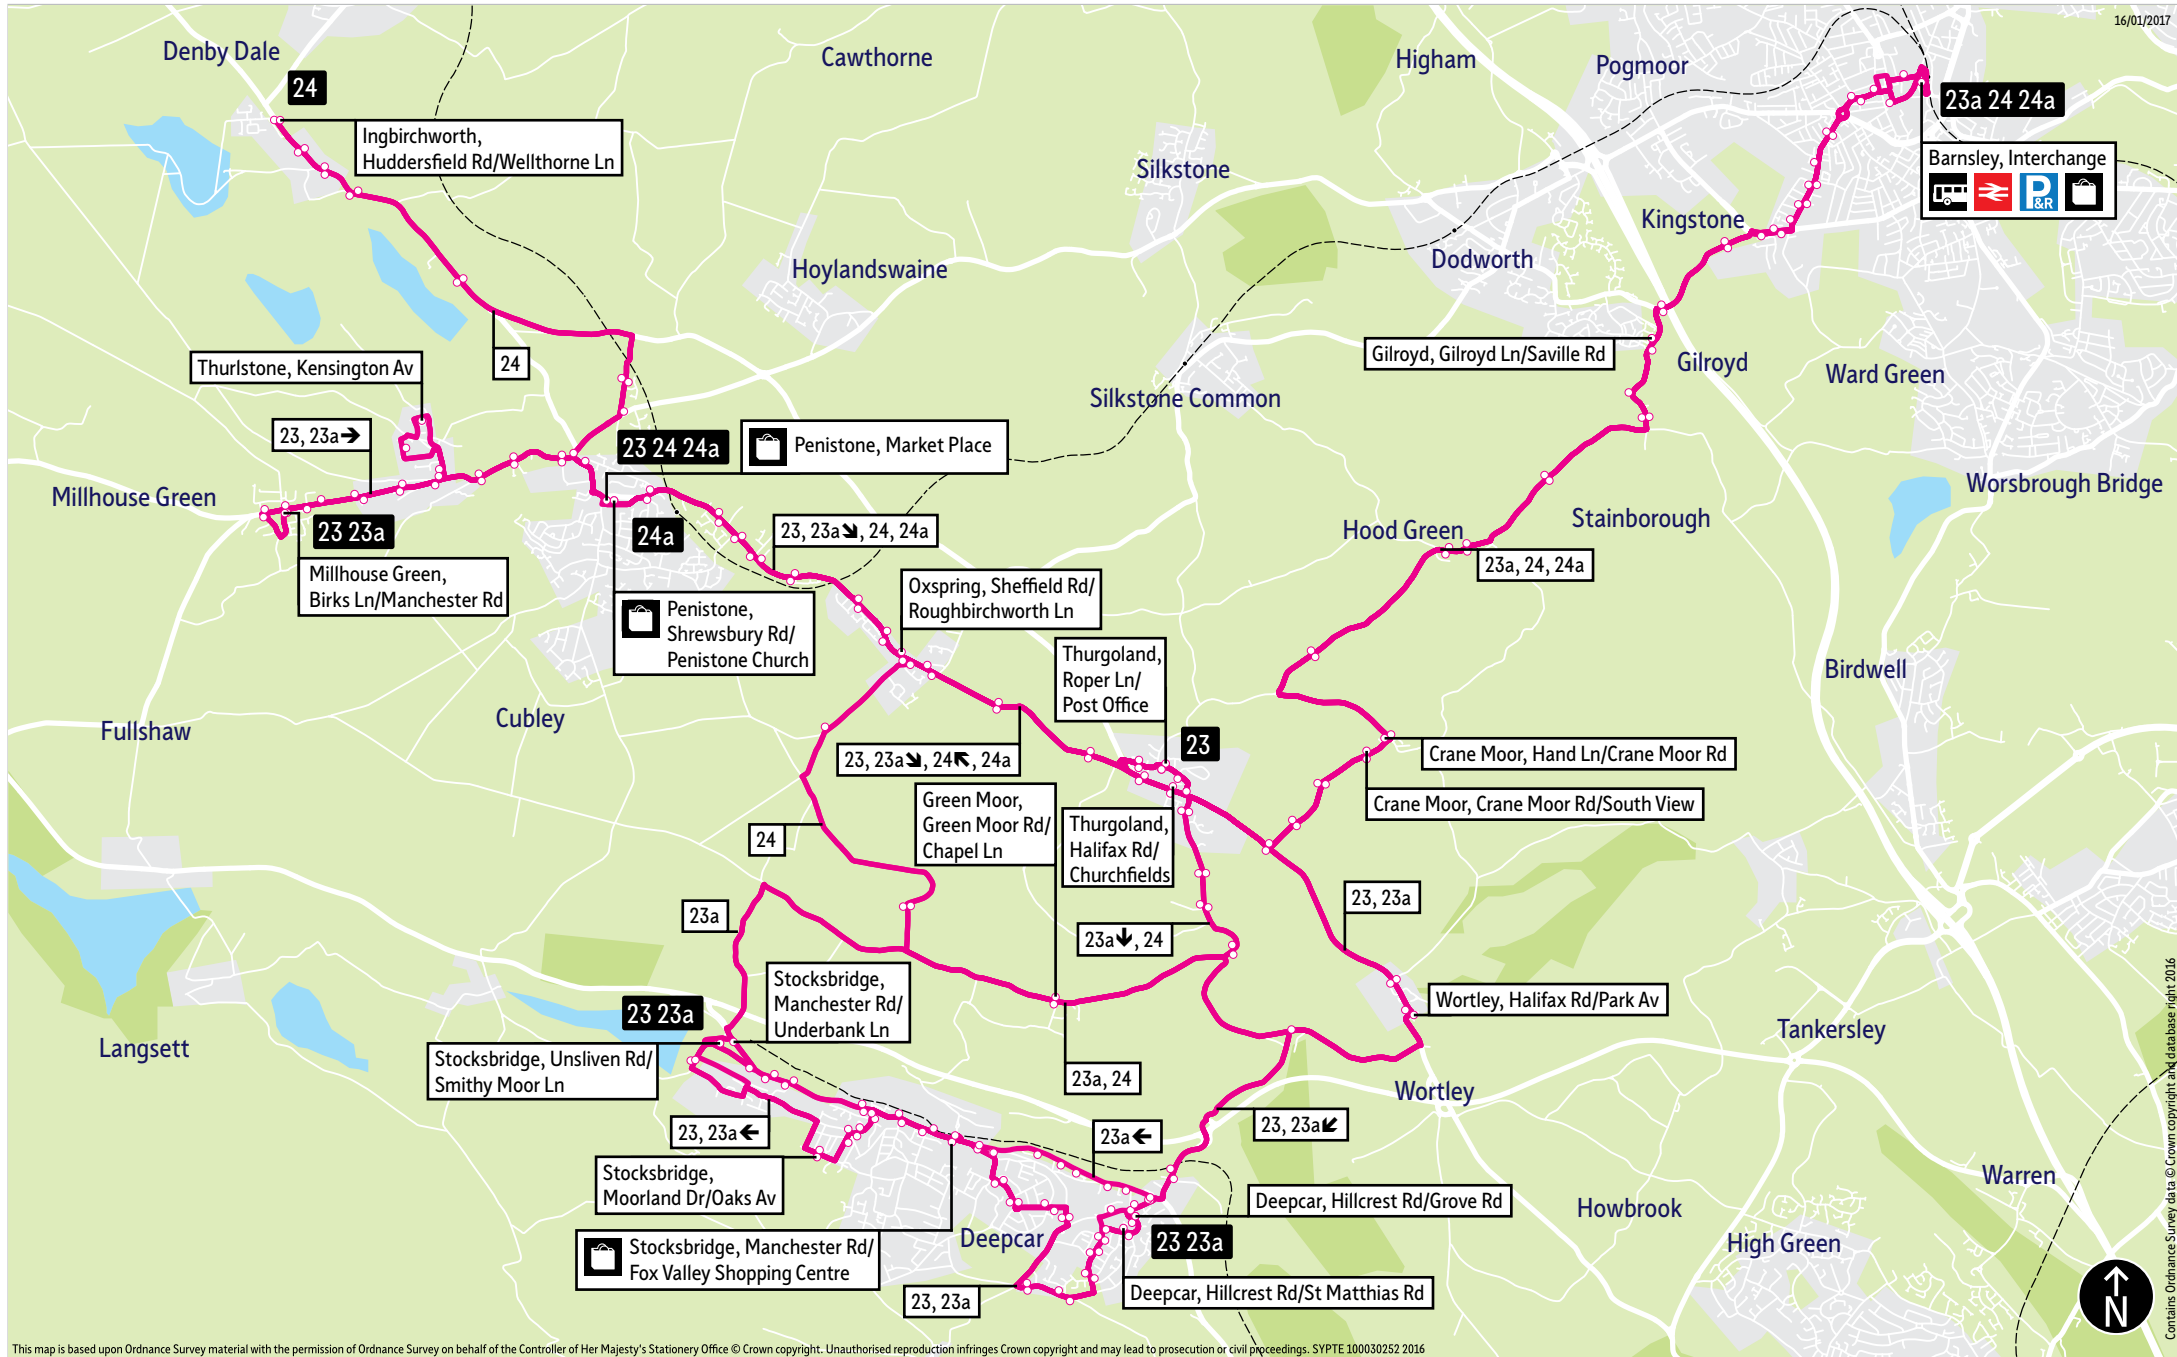 16/01/2017
Denby Dale
Cawthorne
Higham
Pogmoor
24
23a 24 24a
Ingbirchworth,
Huddersfield Rd/Wellthorne Ln
Barnsley, Interchange
P
&R
Silkstone
Kingstone
Dodworth
Hoylandswaine
Thurlstone, Kensington Av
24
Gilroyd, Gilroyd Ln/Saville Rd
Gilroyd
Ward Green
Silkstone Common
23, 23a➔
23 24 24a
Penistone, Market Place
Millhouse Green
Worsbrough Bridge
23 23a
24a
23, 23a➘, 24, 24a
Hood Green
Stainborough
23a, 24, 24a
Millhouse Green,
Birks Ln/Manchester Rd
Oxspring, Sheffield Rd/
Roughbirchworth Ln
Penistone,
Shrewsbury Rd/
Penistone Church
Thurgoland,
Roper Ln/
Post Office
Birdwell
Fullshaw
Cubley
23
23, 23a➘, 24↖, 24a
Crane Moor, Hand Ln/Crane Moor Rd
Crane Moor, Crane Moor Rd/South View
Green Moor,
Green Moor Rd/
Chapel Ln
Thurgoland,
Halifax Rd/
Churchfields
24
23, 23a
23a
23a↓, 24
Stocksbridge,
Manchester Rd/
Underbank Ln
Wortley, Halifax Rd/Park Av
23 23a
Tankersley
Langsett
Stocksbridge, Unsliven Rd/
Smithy Moor Ln
23a, 24
Wortley
23, 23a←
23a←
23, 23a↙
Stocksbridge,
Moorland Dr/Oaks Av
Warren
Deepcar, Hillcrest Rd/Grove Rd
Howbrook
Deepcar
23 23a
High Green
Stocksbridge, Manchester Rd/
Fox Valley Shopping Centre
23, 23a
Deepcar, Hillcrest Rd/St Matthias Rd
N
Contains Ordnance Survey data © Crown copyright and database right 2016
This map is based upon Ordnance Survey material with the permission of Ordnance Survey on behalf of the Controller of Her Majesty's Stationery Office © Crown copyright. Unauthorised reproduction infringes Crown copyright and may lead to prosecution or civil proceedings. SYPTE 100030252 2016